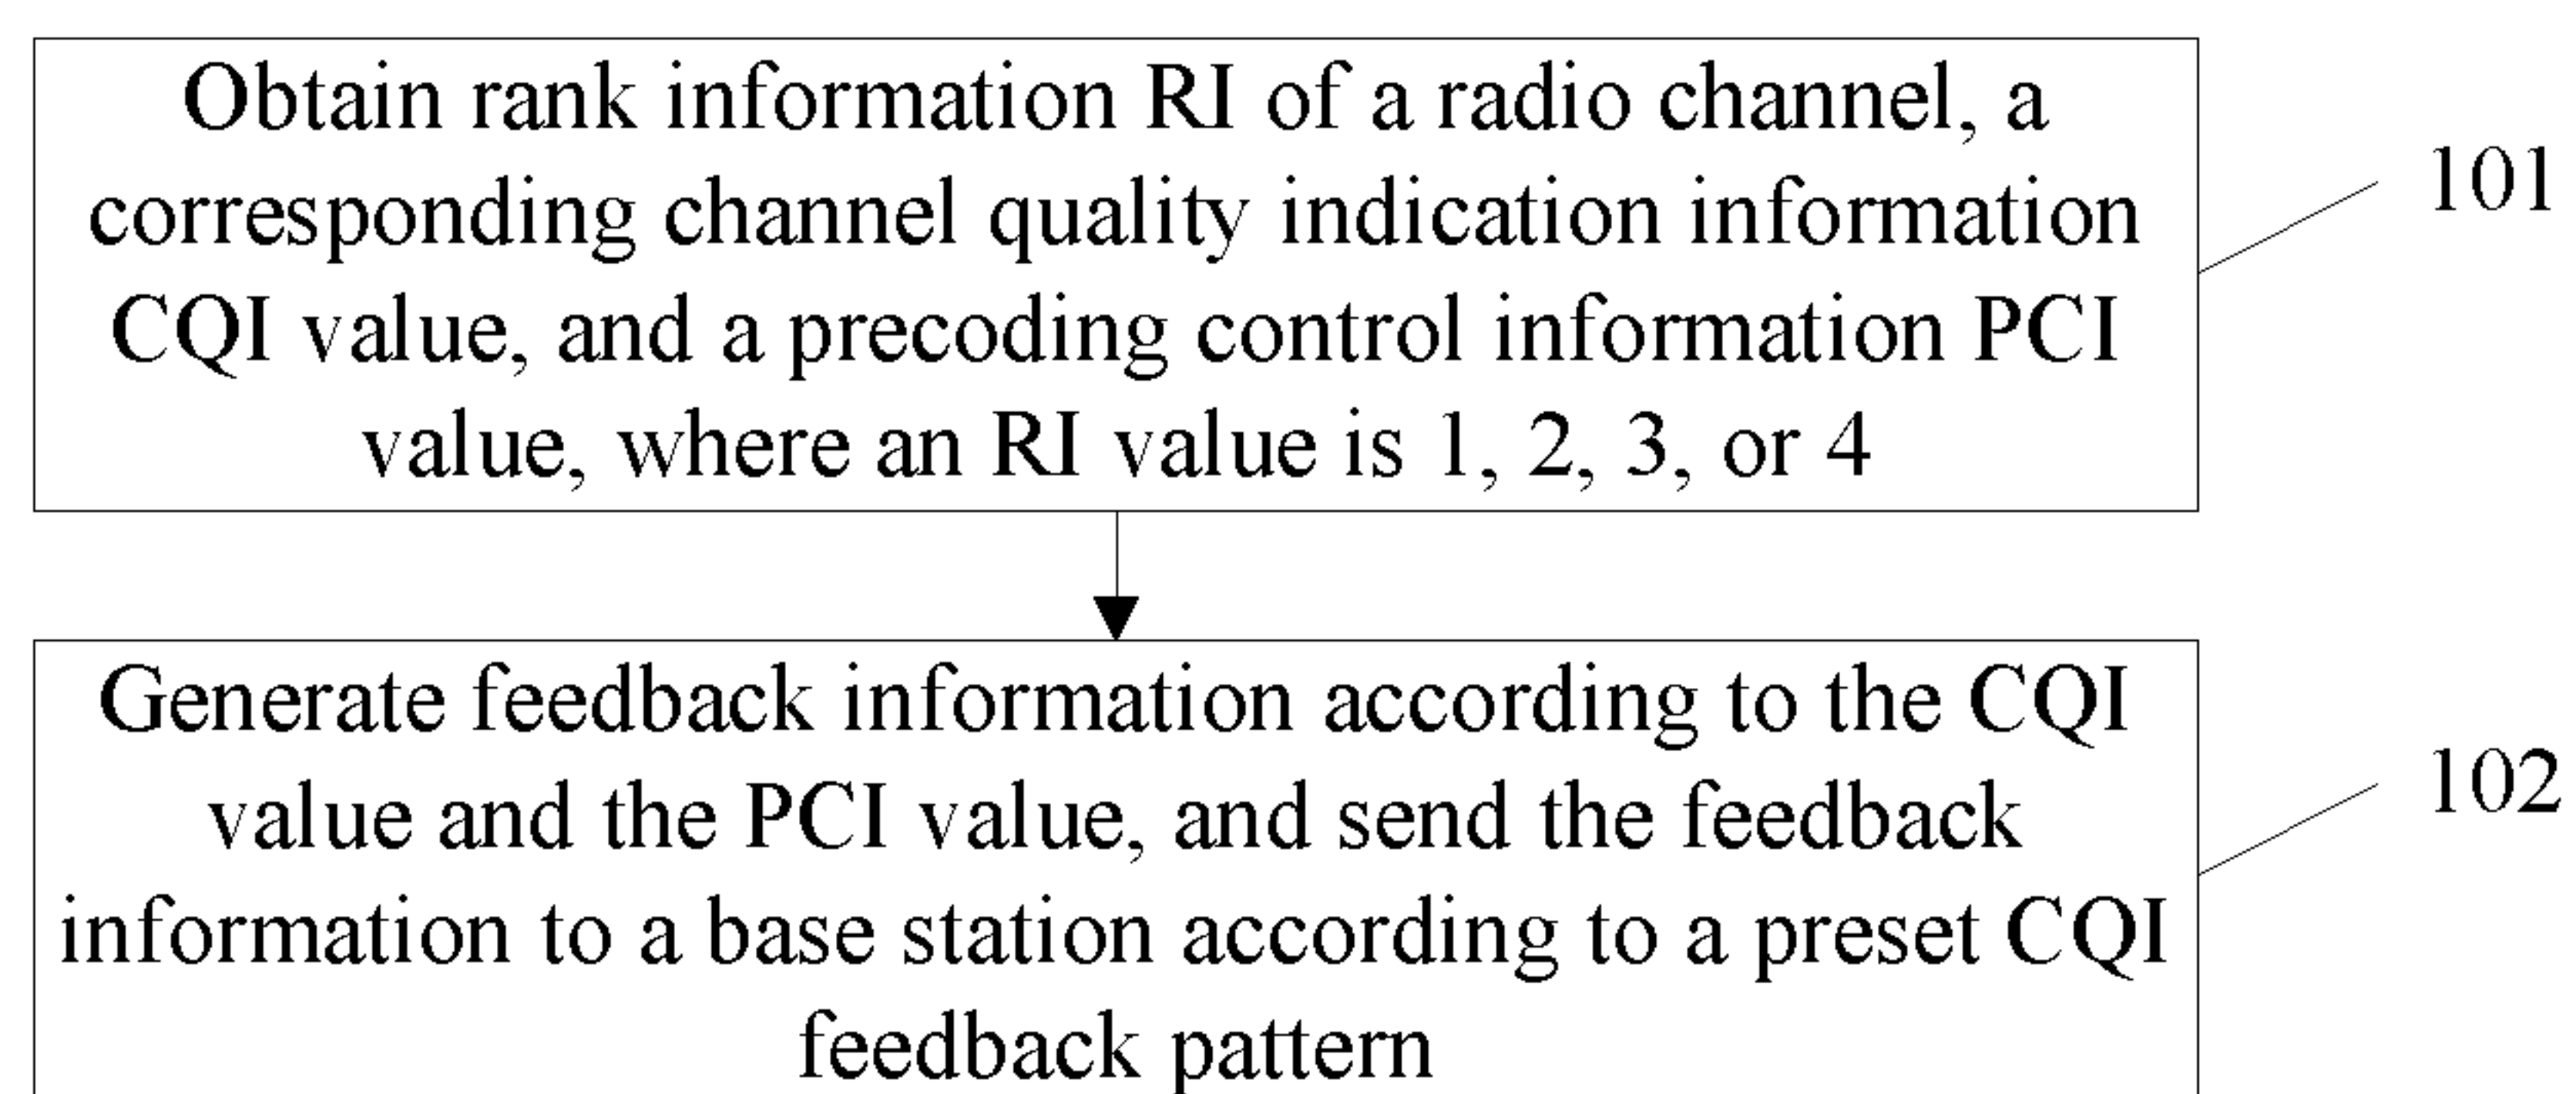 Obtain rank information RI of a radio channel, a
corresponding channel quality indication information
CQI value, and a precoding control information PCI
value, where an RI value is 1, 2, 3, or 4
101
Generate feedback information according to the CQI
value and the PCI value, and send the feedback
information to a base station according to a preset CQI
feedback pattern
102